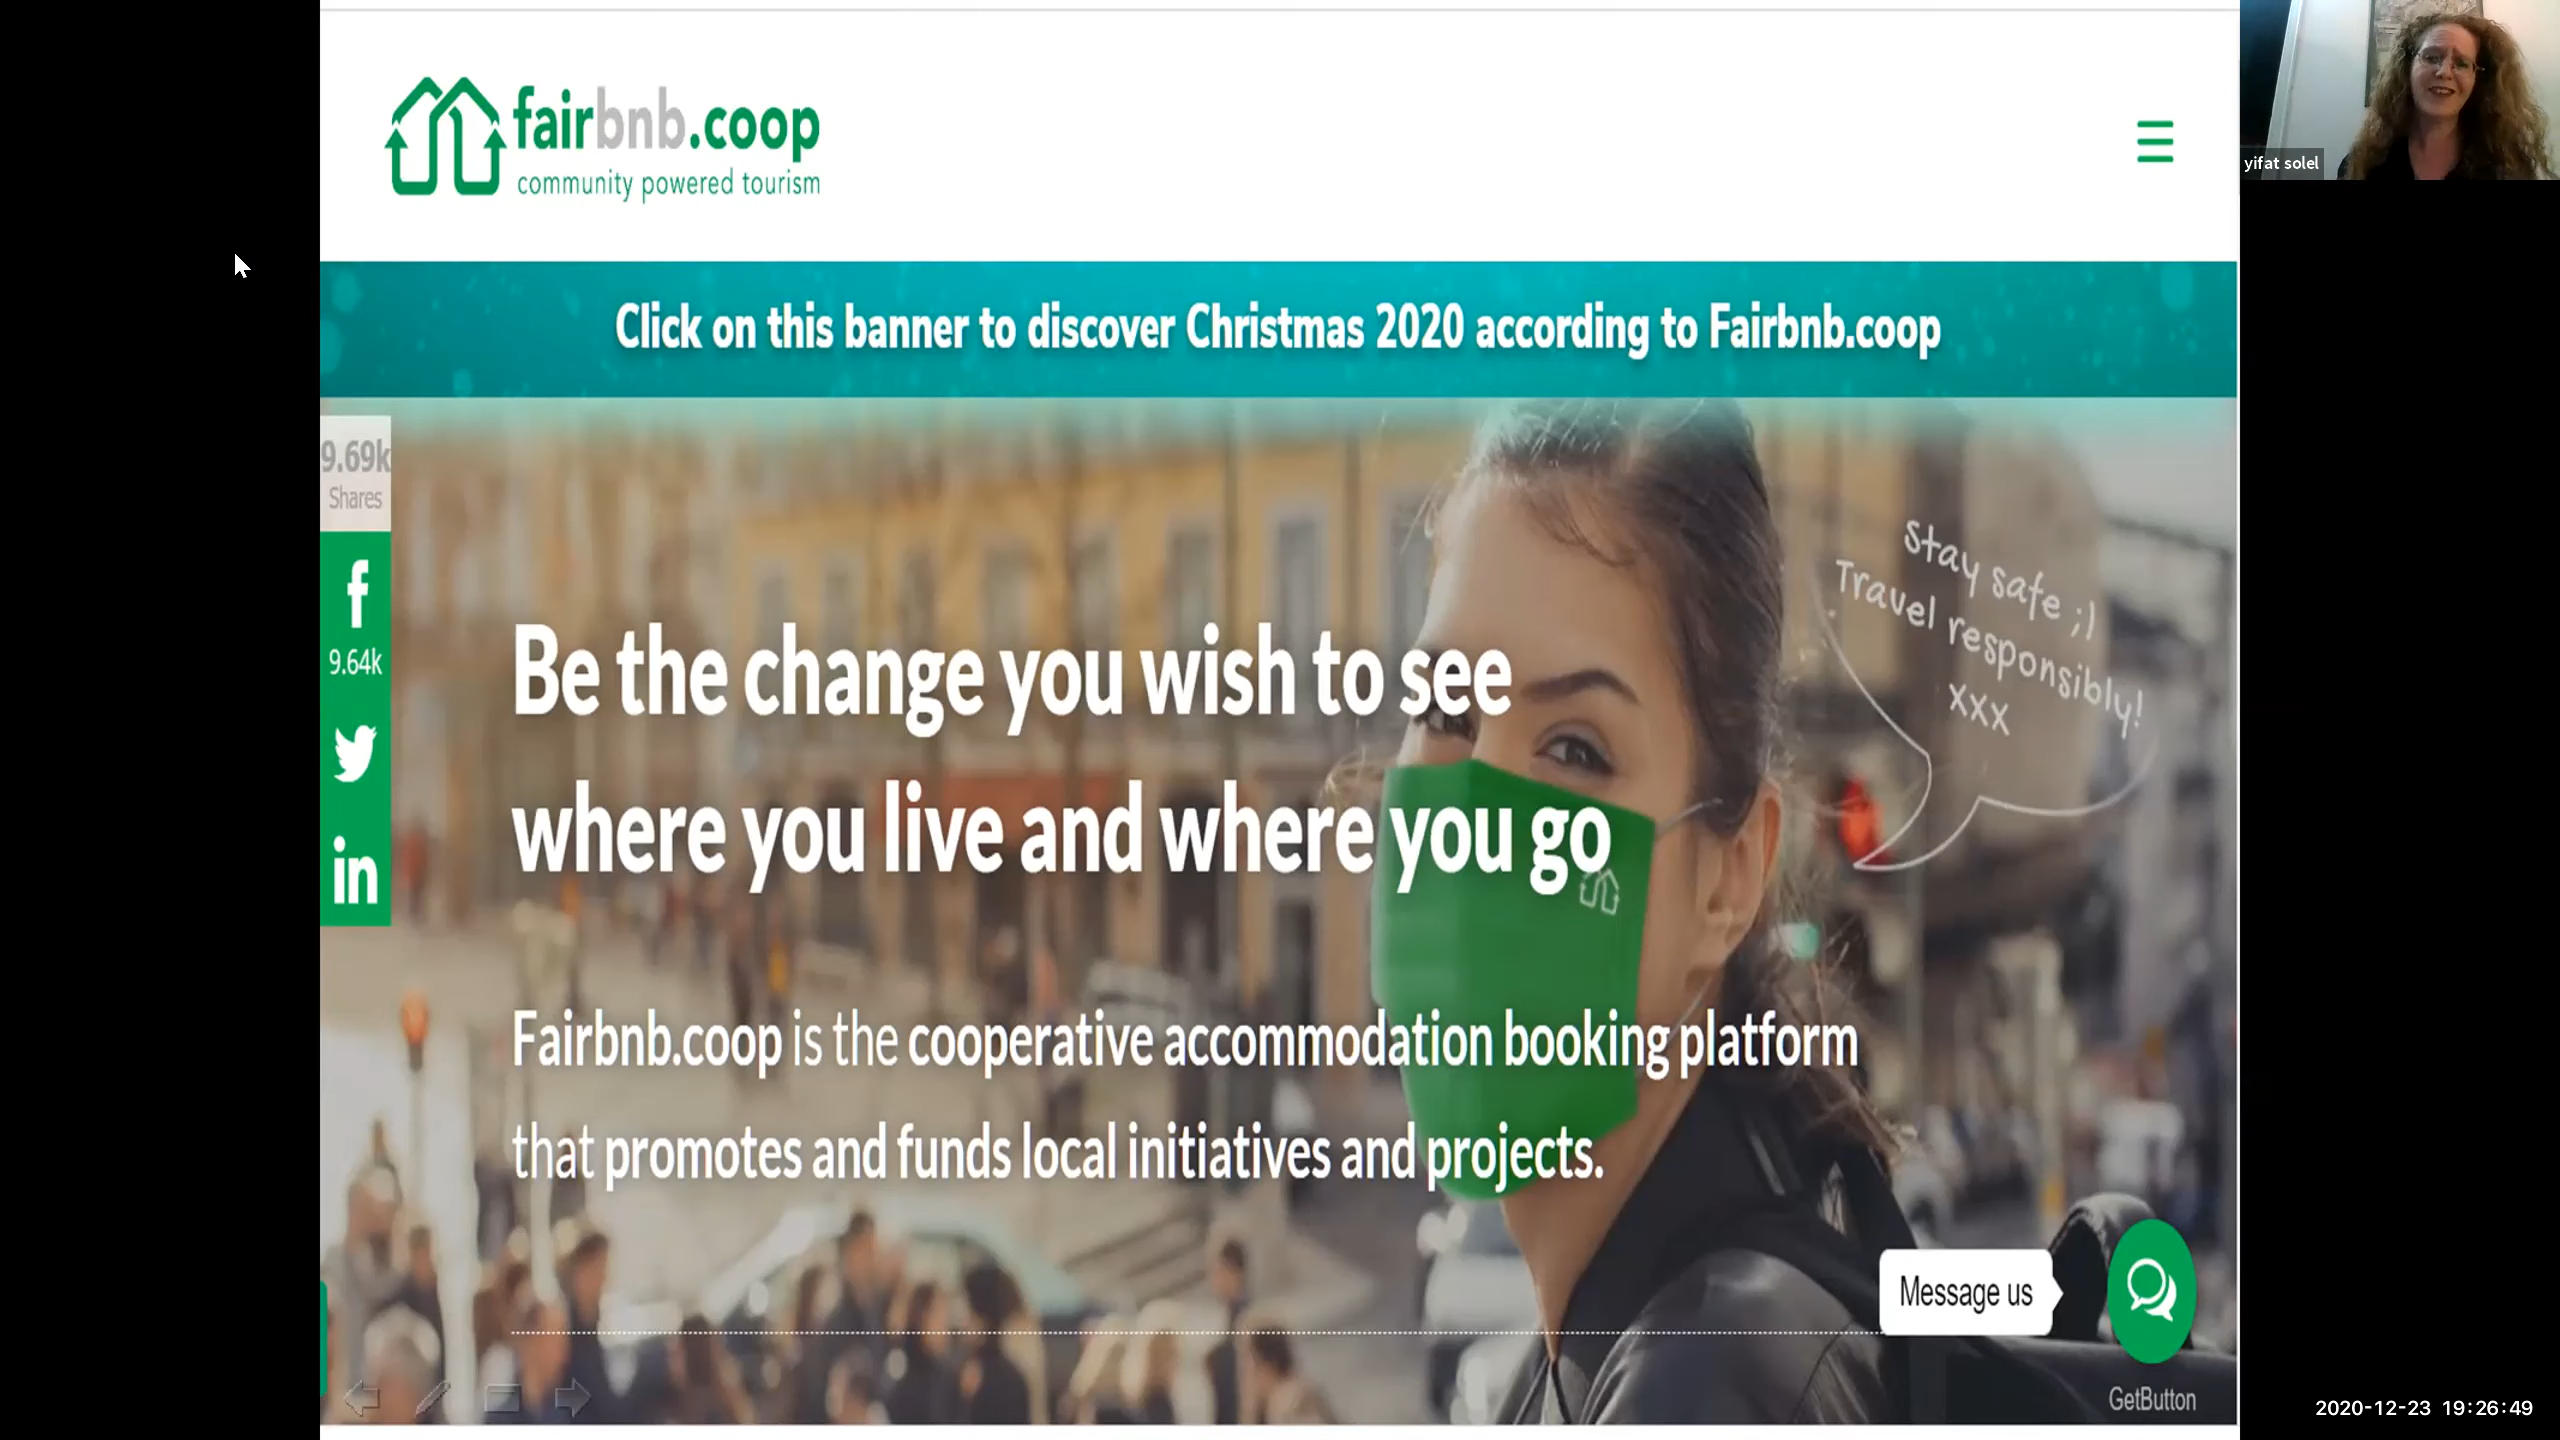 fairbnb.coop
community powered tourism
yifat solel
Click on this banner to discover Christmas 2020 according to Fairbnb.coop
9.69k
Shares
9.64k
Stay safe ;)
Travel responsibly!
xxx
Be the change you wish to see
where you live and where you go
Fairbnb.coop is the cooperative accommodation booking platform
that promotes and funds local initiatives and projects.
Message us
GetButton
2020-12-23 19:26:49